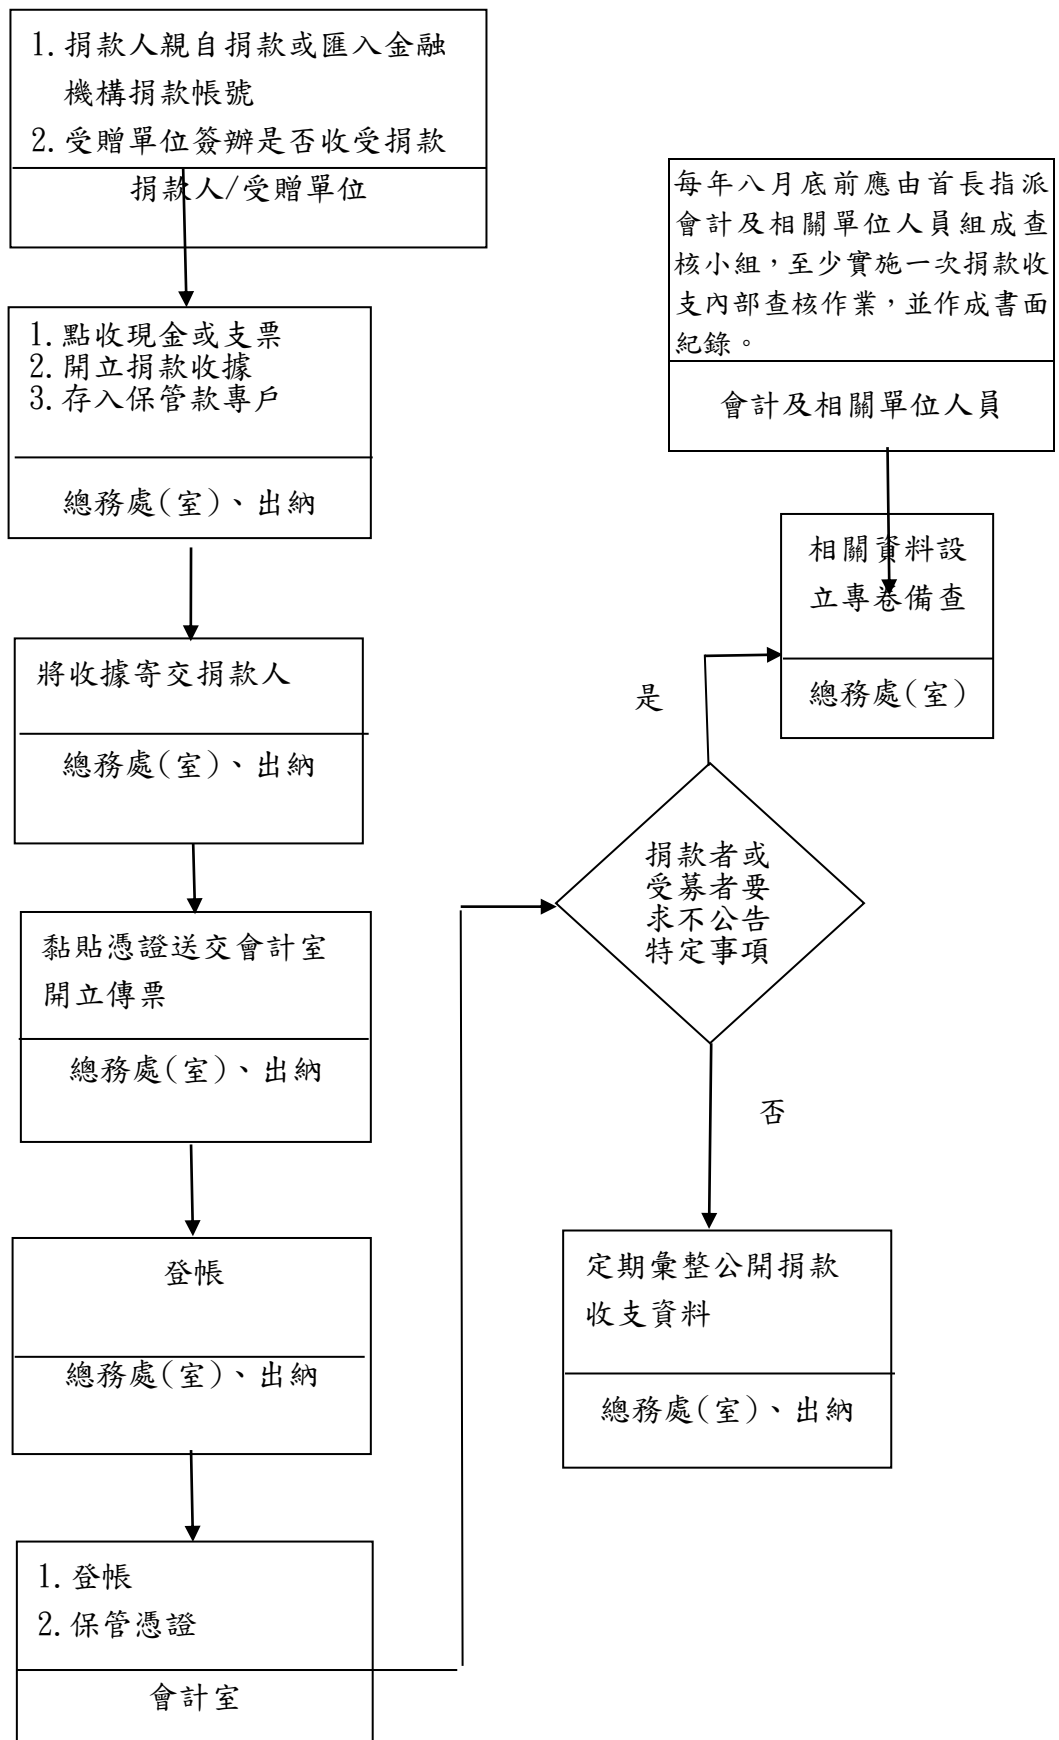 1.捐款人親自捐款或匯入金融
機構捐款帳號
2.受贈單位簽辦是否收受捐款
捐款人/受贈單位
1.點收現金或支票
2.開立捐款收據
3.存入保管款專戶
總務處(室)、出納
將收據寄交捐款人
總務處(室)、出納
黏貼憑證送交會計室
開立傳票
總務處(室)、出納
登帳
總務處(室)、出納
1.登帳
2.保管憑證
會計室
每年八月底前應由首長指派
會計及相關單位人員組成查
核小組，至少實施一次捐款收
支內部查核作業，並作成書面
紀錄。
會計及相關單位人員
相關資料設
立專卷備查
總務處(室)
是
捐款者或
受募者要
求不公告
特定事項
否
定期彙整公開捐款
收支資料
總務處(室)、出納